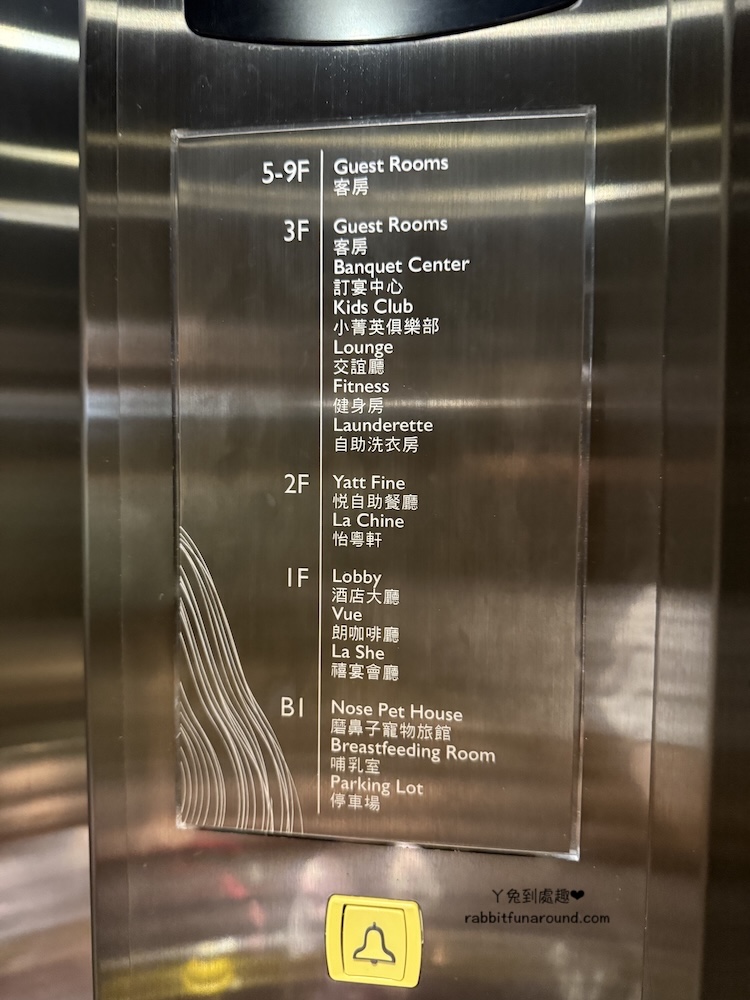 5-9F Guest Rooms
客房
3F Guest Rooms
客房
Banquet Center
訂宴中心
Kids Club
小菁英俱樂部
Lounge
交誼廳
Fitness
健身房
Launderette
自助洗衣房
2F Yatt Fine
悦自助餐廳
La Chine
怡粵軒
1F Lobby
酒店大廳
Vue
朗咖啡廳
La She
禧宴會廳
B1 Nose Pet House
磨鼻子寵物旅館
Breastfeeding Room
哺乳室
Parking Lot
停車場
ㄚ兔到處趣❤
rabbitfunaround.com